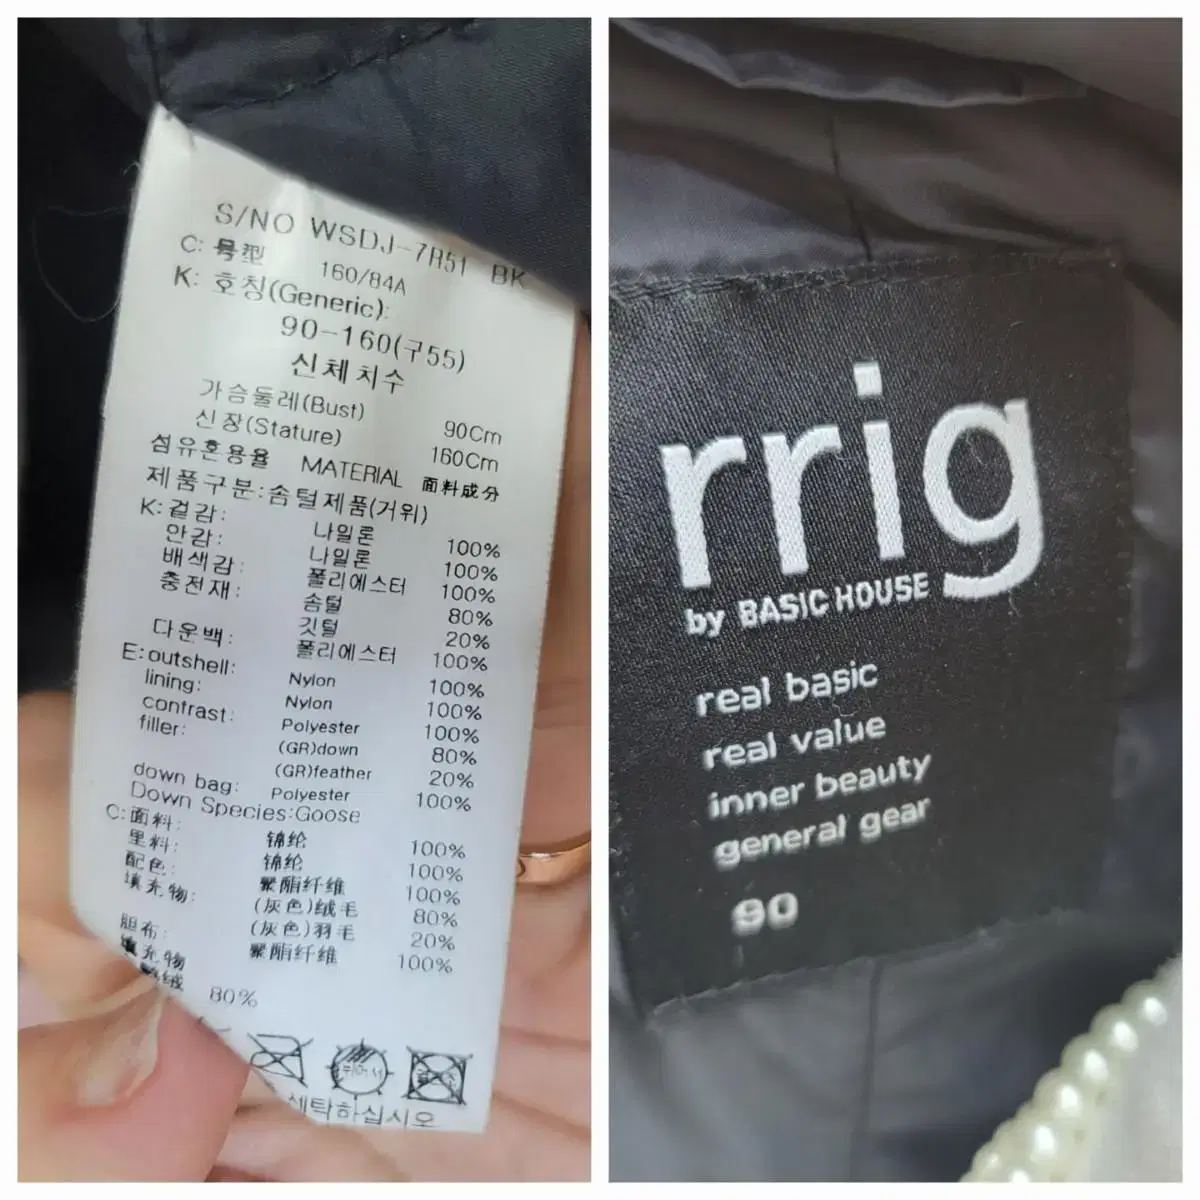 S/NO WSDJ-7R51 BK
C: 号型 160/84A
K: 호칭(Generic):
90-160(구55)
신체치수
가슴둘레(Bust) 90Cm
신장(Stature) 160Cm
섬유혼용율 MATERIAL 面料成分
제품구분:솜털제품(거위)
K: 겉감: 나일론 100%
안감: 나일론 100%
배색감: 폴리에스터 100%
충전재: 솜털 80%
깃털 20%
다운백: 폴리에스터 100%
E: outshell: Nylon 100%
lining: Nylon 100%
contrast: Polyester 100%
filler: (GR)down 80%
(GR)feather 20%
down bag: Polyester 100%
Down Species:Goose
C: 面料: 锦纶 100%
里料: 锦纶 100%
配色: 聚酯纤维 100%
填充物: (灰色)绒毛 80%
(灰色)羽毛 20%
胆布: 聚酯纤维 100%
填充物
绒 80%
세탁하십시오
rrig
by BASIC HOUSE
real basic
real value
inner beauty
general gear
90